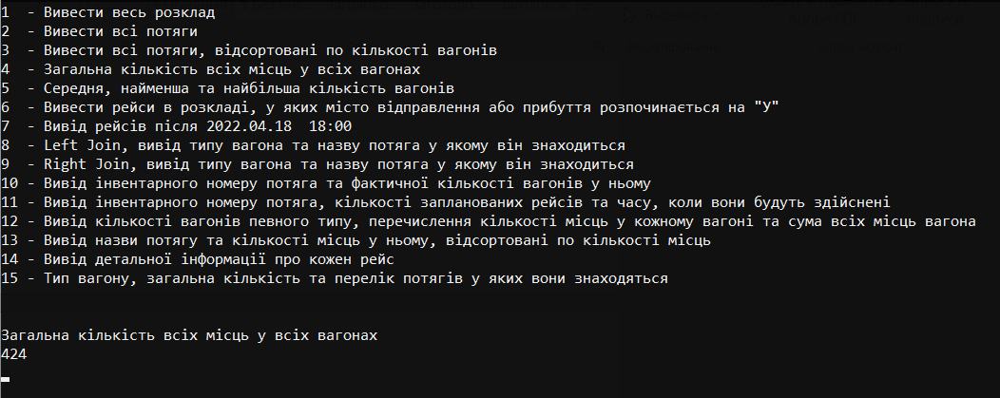 1  - Вивести весь розклад
2  - Вивести всі потяги
3  - Вивести всі потяги, відсортовані по кількості вагонів
4  - Загальна кількість всіх місць у всіх вагонах
5  - Середня, найменша та найбільша кількість вагонів
6  - Вивести рейси в розкладі, у яких місто відправлення або прибуття розпочинається на "У"
7  - Вивід рейсів після 2022.04.18  18:00
8  - Left Join, вивід типу вагона та назву потяга у якому він знаходиться
9  - Right Join, вивід типу вагона та назву потяга у якому він знаходиться
10 - Вивід інвентарного номеру потяга та фактичної кількості вагонів у ньому
11 - Вивід інвентарного номеру потяга, кількості запланованих рейсів та часу, коли вони будуть здійснені
12 - Вивід кількості вагонів певного типу, перечислення кількості місць у кожному вагоні та сума всіх місць вагона
13 - Вивід назви потягу та кількості місць у ньому, відсортовані по кількості місць
14 - Вивід детальної інформації про кожен рейс
15 - Тип вагону, загальна кількість та перелік потягів у яких вони знаходяться
Загальна кількість всіх місць у всіх вагонах
424